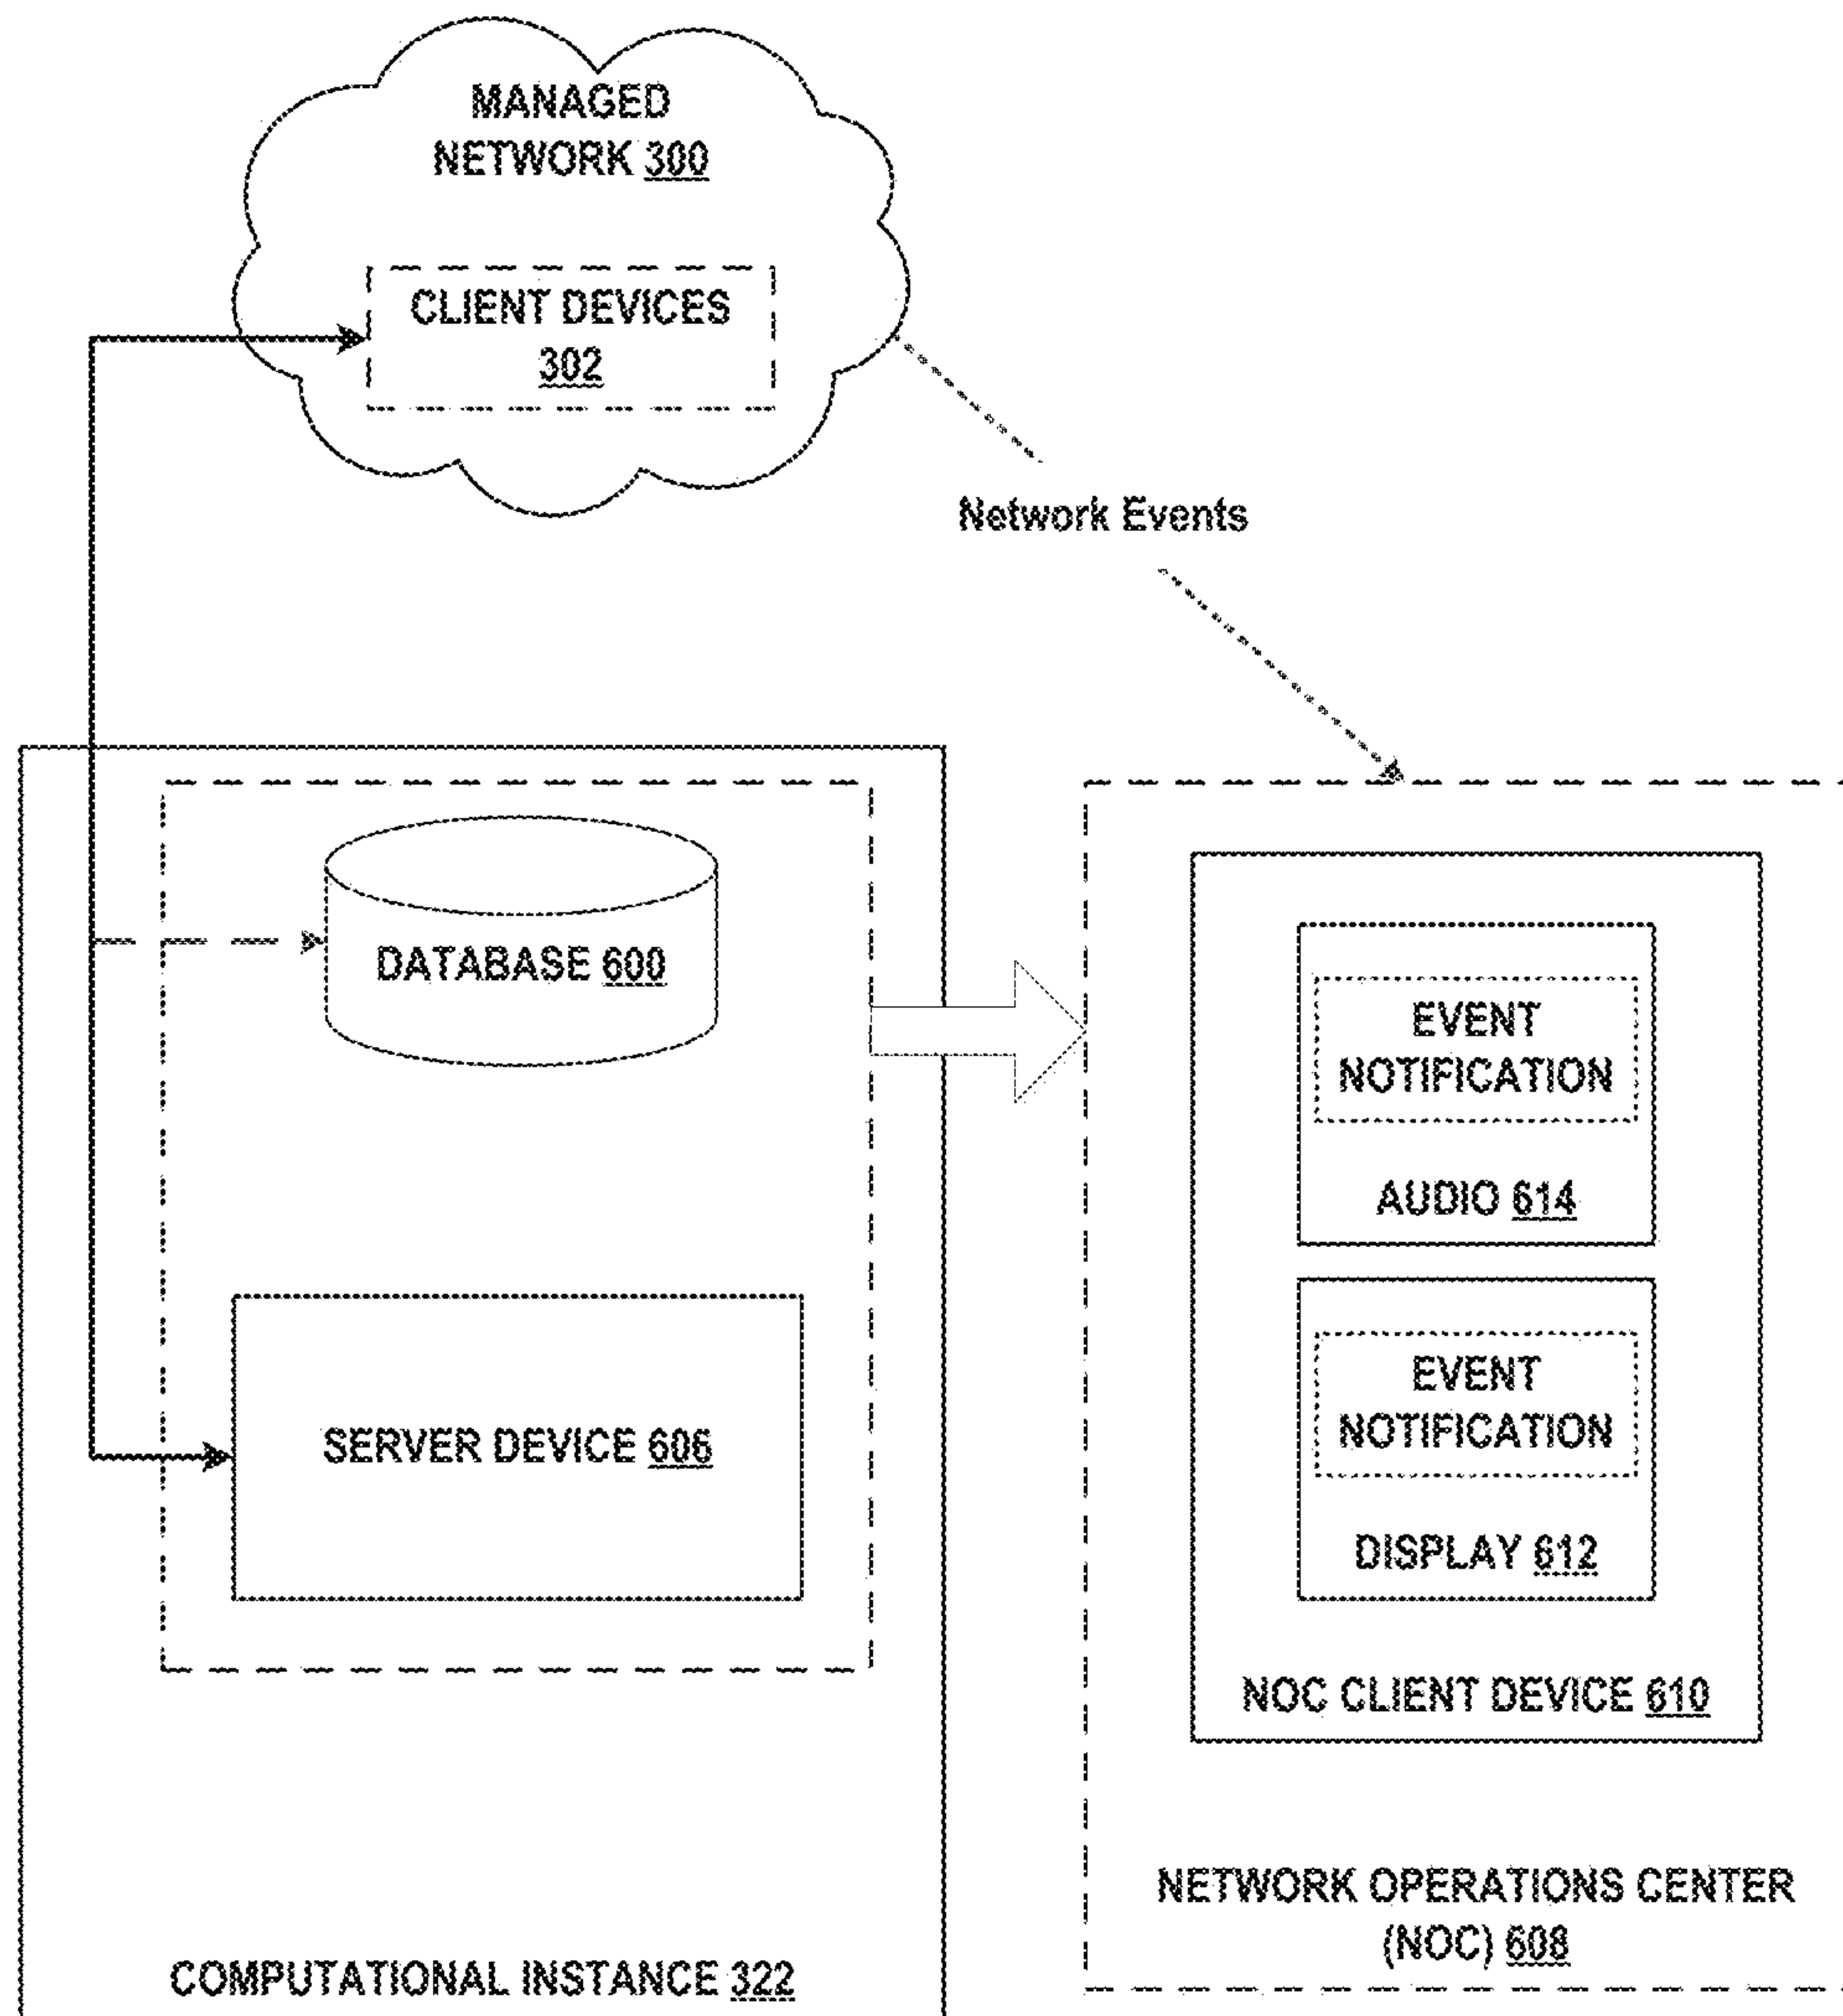 MANAGED
NETWORK 300
CLIENT DEVICES
302
Network Events
DATABASE 600
SERVER DEVICE 606
COMPUTATIONAL INSTANCE 322
EVENT
NOTIFICATION
AUDIO 614
EVENT
NOTIFICATION
DISPLAY 612
NOC CLIENT DEVICE 610
NETWORK OPERATIONS CENTER
(NOC) 608